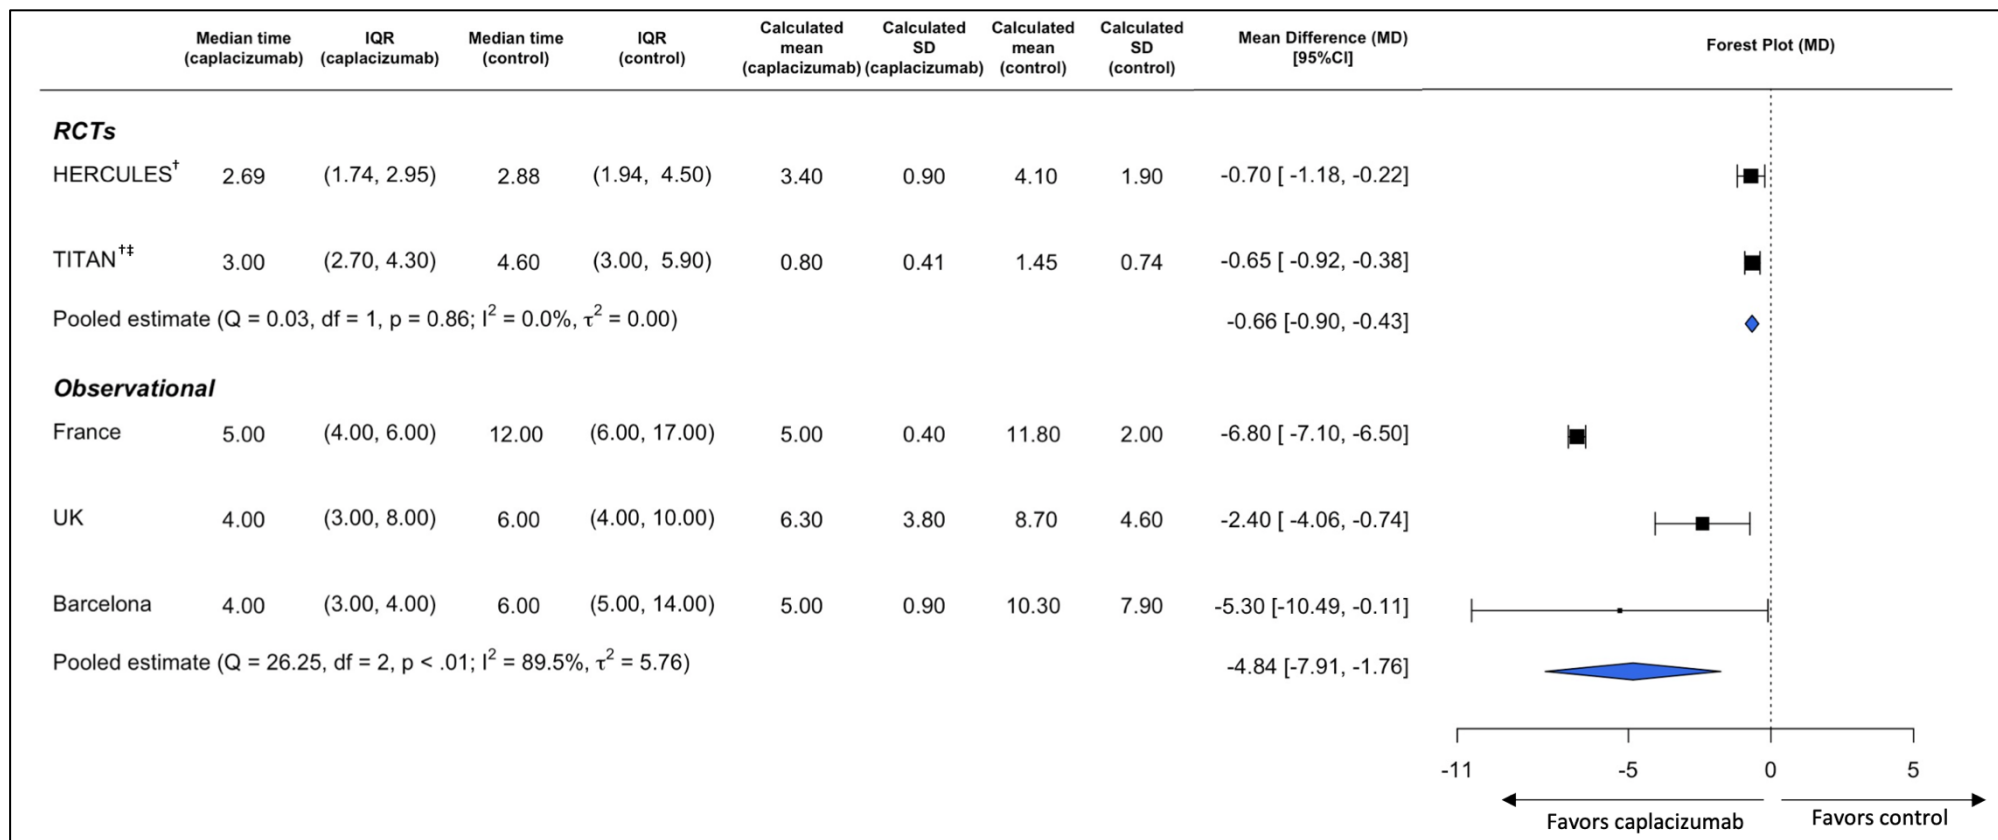 Median time (caplacizumab) IQR (caplacizumab) Median time (control) IQR (control) Calculated mean (caplacizumab) Calculated SD (caplacizumab) Calculated mean (control) Calculated SD (control) Mean Difference (MD) [95%CI] Forest Plot (MD)
RCTs
HERCULES† 2.69 (1.74, 2.95) 2.88 (1.94, 4.50) 3.40 0.90 4.10 1.90 -0.70 [ -1.18, -0.22]
TITAN†‡ 3.00 (2.70, 4.30) 4.60 (3.00, 5.90) 0.80 0.41 1.45 0.74 -0.65 [ -0.92, -0.38]
Pooled estimate (Q = 0.03, df = 1, p = 0.86; I² = 0.0%, τ² = 0.00) -0.66 [-0.90, -0.43]
Observational
France 5.00 (4.00, 6.00) 12.00 (6.00, 17.00) 5.00 0.40 11.80 2.00 -6.80 [ -7.10, -6.50]
UK 4.00 (3.00, 8.00) 6.00 (4.00, 10.00) 6.30 3.80 8.70 4.60 -2.40 [ -4.06, -0.74]
Barcelona 4.00 (3.00, 4.00) 6.00 (5.00, 14.00) 5.00 0.90 10.30 7.90 -5.30 [-10.49, -0.11]
Pooled estimate (Q = 26.25, df = 2, p < .01; I² = 89.5%, τ² = 5.76) -4.84 [-7.91, -1.76]
-11 -5 0 5
Favors caplacizumab Favors control